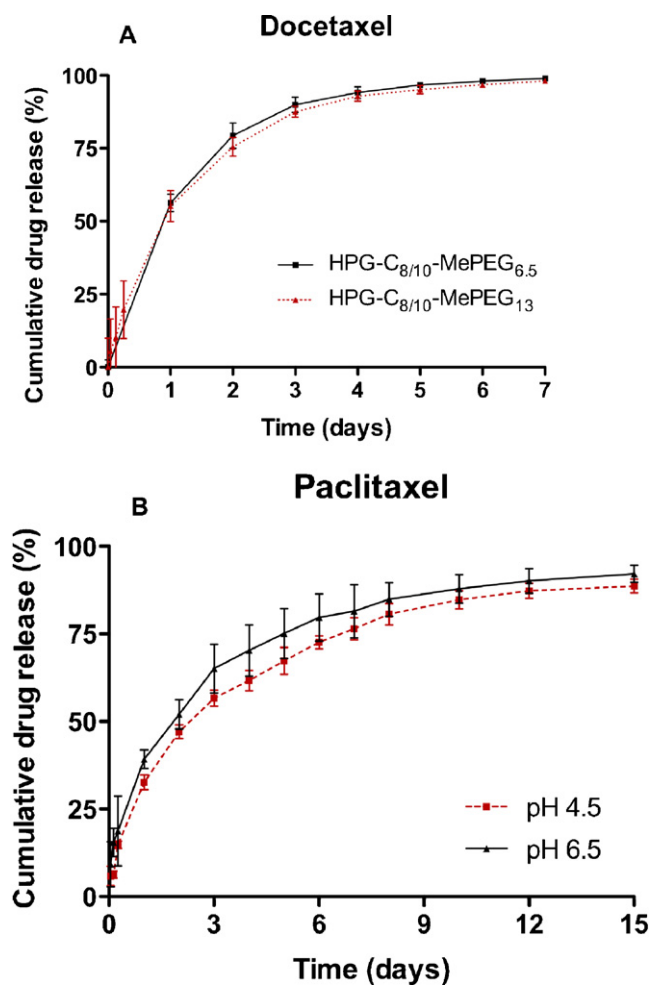 A
Docetaxel
Cumulative drug release (%)
100
75
50
25
0
HPG-C8/10-MePEG6.5
HPG-C8/10-MePEG13
0 1 2 3 4 5 6 7
Time (days)
B
Paclitaxel
Cumulative drug release (%)
100
75
50
25
0
pH 4.5
pH 6.5
0 3 6 9 12 15
Time (days)